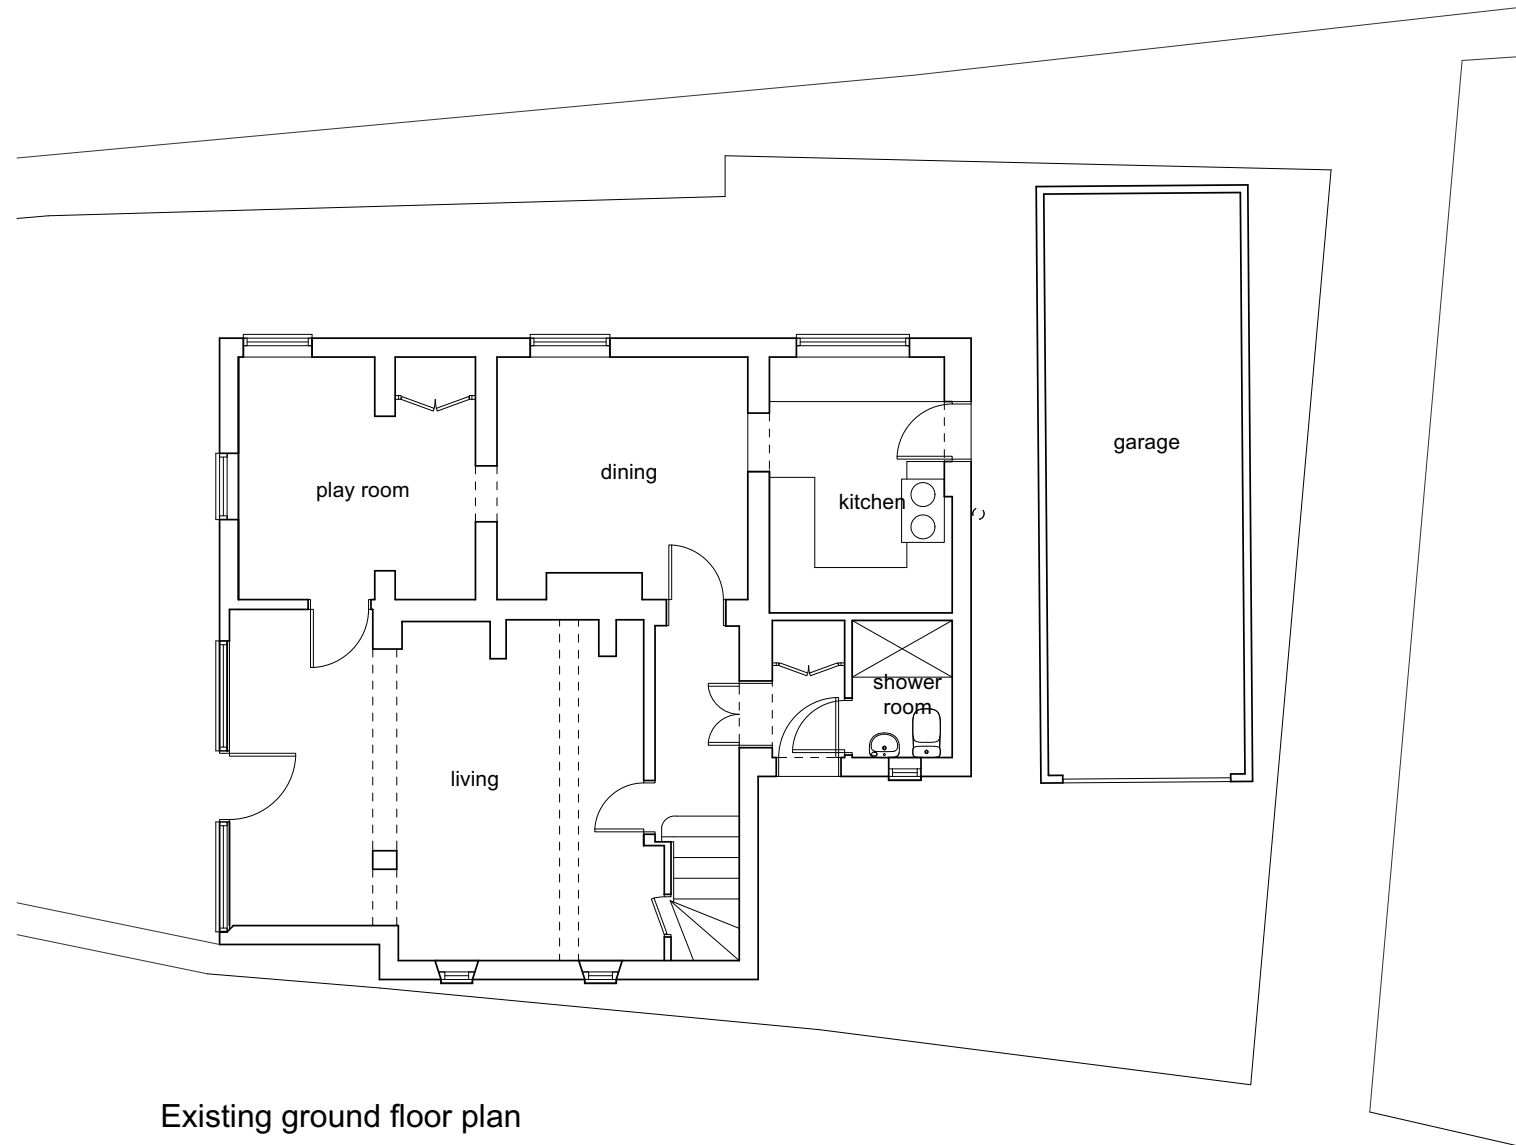 garage
dining
play room
kitchen
shower
room
living
Existing ground floor plan